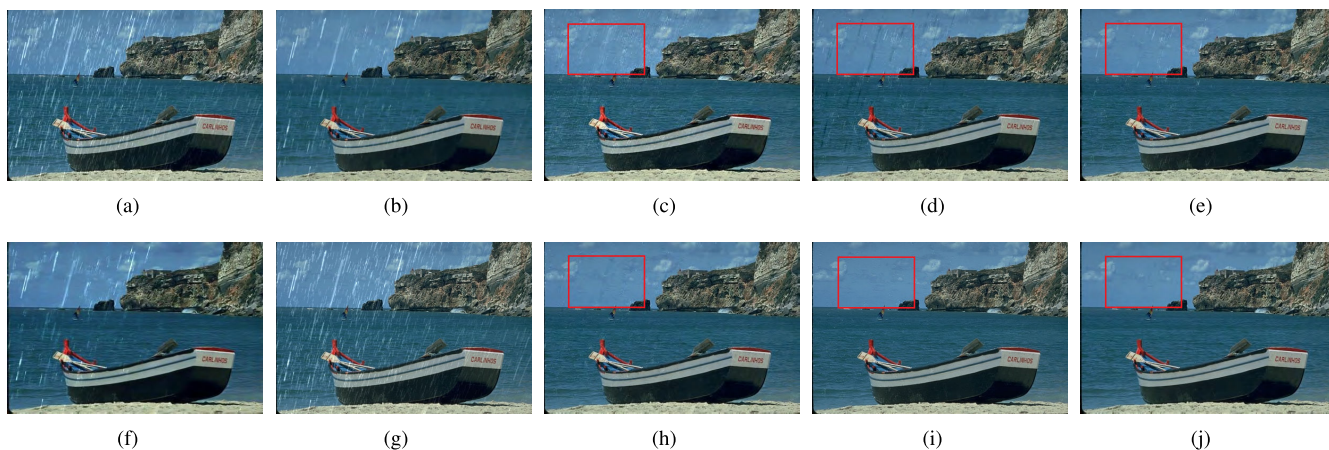 CARLINHOS
CARLINHOS
CARLINHOS
CARLINHOS
CARLINHOS
(a)
(b)
(c)
(d)
(e)
CARLINHOS
CARLINHOS
CARLINHOS
CARLINHOS
CARLINHOS
(f)
(g)
(h)
(i)
(j)